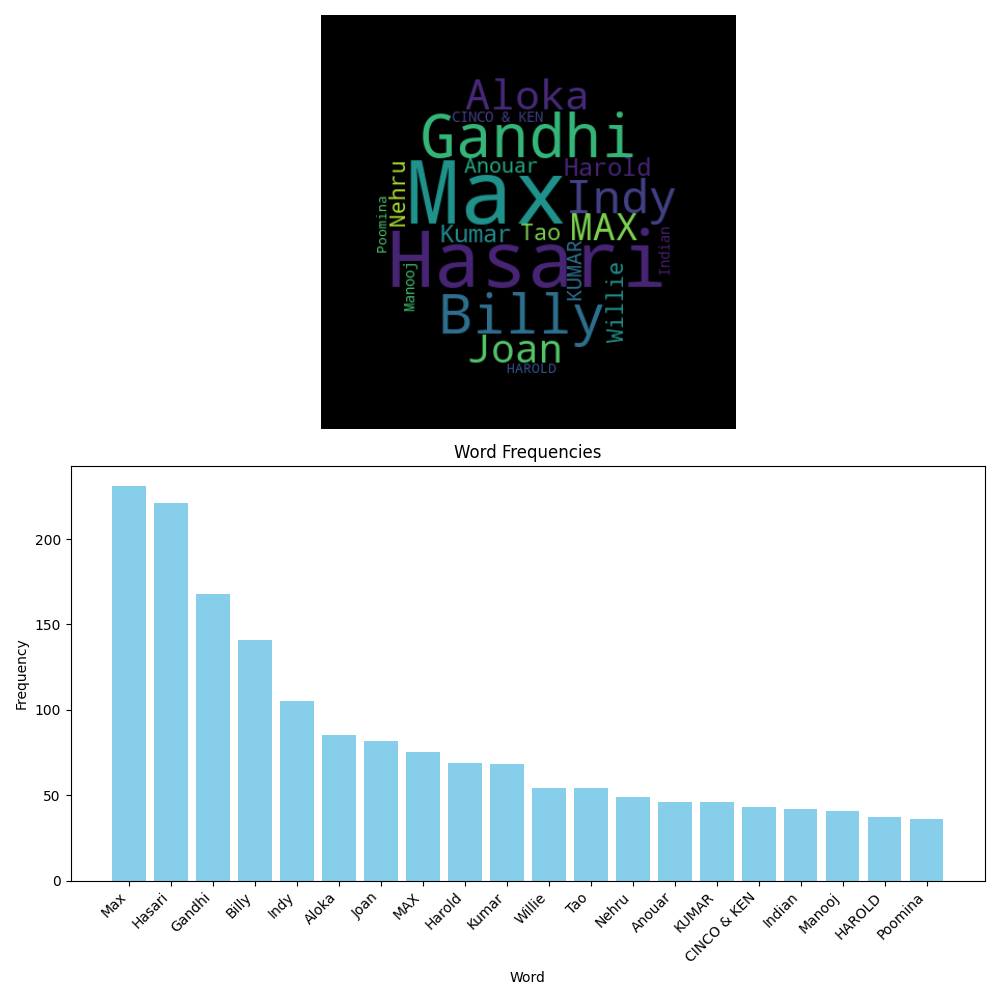 Aloka
CINCO & KEN
Gandhi
Anouar
Harold
Nehru
Max
Indy
Poomina
Kumar
Tao
MAX
Indian
Hasari
KUMAR
Manooj
Willie
Billy
Joan
HAROLD
Word Frequencies
Frequency
200
150
100
50
0
Max Hasari Gandhi Billy Indy Aloka Joan MAX Harold Kumar Willie Tao Nehru Anouar KUMAR CINCO & KEN Indian Manooj HAROLD Poomina
Word